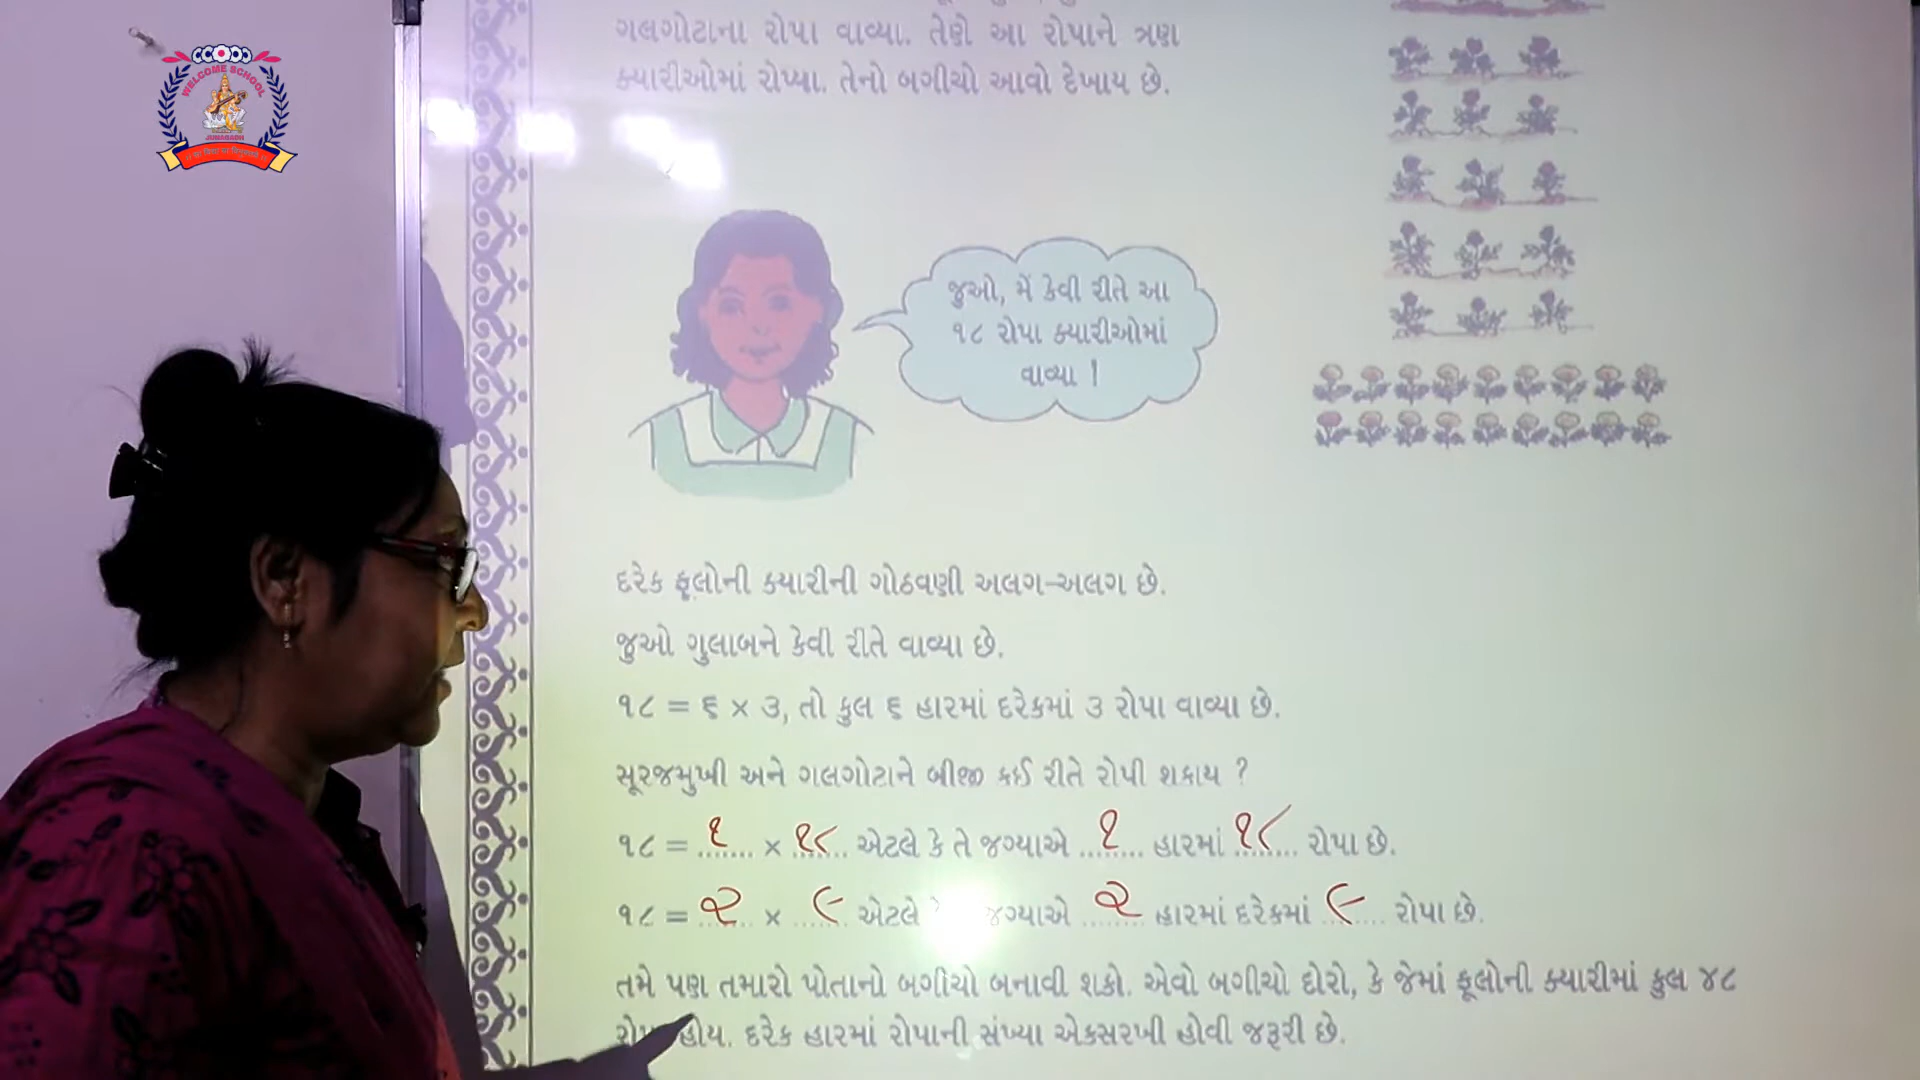 WELCOME SCHOOL
JUNAGADH
ગલગોટાના રોપા વાવ્યા. તેણે આ રોપાને ત્રણ
ક્યારીઓમાં રોપ્યા. તેનો બગીચો આવો દેખાય છે.
જુઓ, મેં કેવી રીતે આ
૧૮ રોપા ક્યારીઓમાં
વાવ્યા !
દરેક ફૂલોની ક્યારીની ગોઠવણી અલગ-અલગ છે.
જુઓ ગુલાબને કેવી રીતે વાવ્યા છે.
૧૮ = ૬ × ૩, તો કુલ ૬ હારમાં દરેકમાં ૩ રોપા વાવ્યા છે.
સૂરજમુખી અને ગલગોટાને બીજી કઈ રીતે રોપી શકાય ?
૧૮ = ૧ × ૧૮ એટલે કે તે જગ્યાએ ૧ હારમાં ૧૮ રોપા છે.
૧૮ = ૨ × ૯ એટલે જગ્યાએ ૨ હારમાં દરેકમાં ૯ રોપા છે.
તમે પણ તમારો પોતાનો બગીચો બનાવી શકો. એવો બગીચો દોરો, કે જેમાં ફૂલોની ક્યારીમાં કુલ ૪૮
હોય. દરેક હારમાં રોપાની સંખ્યા એકસરખી હોવી જરૂરી છે.